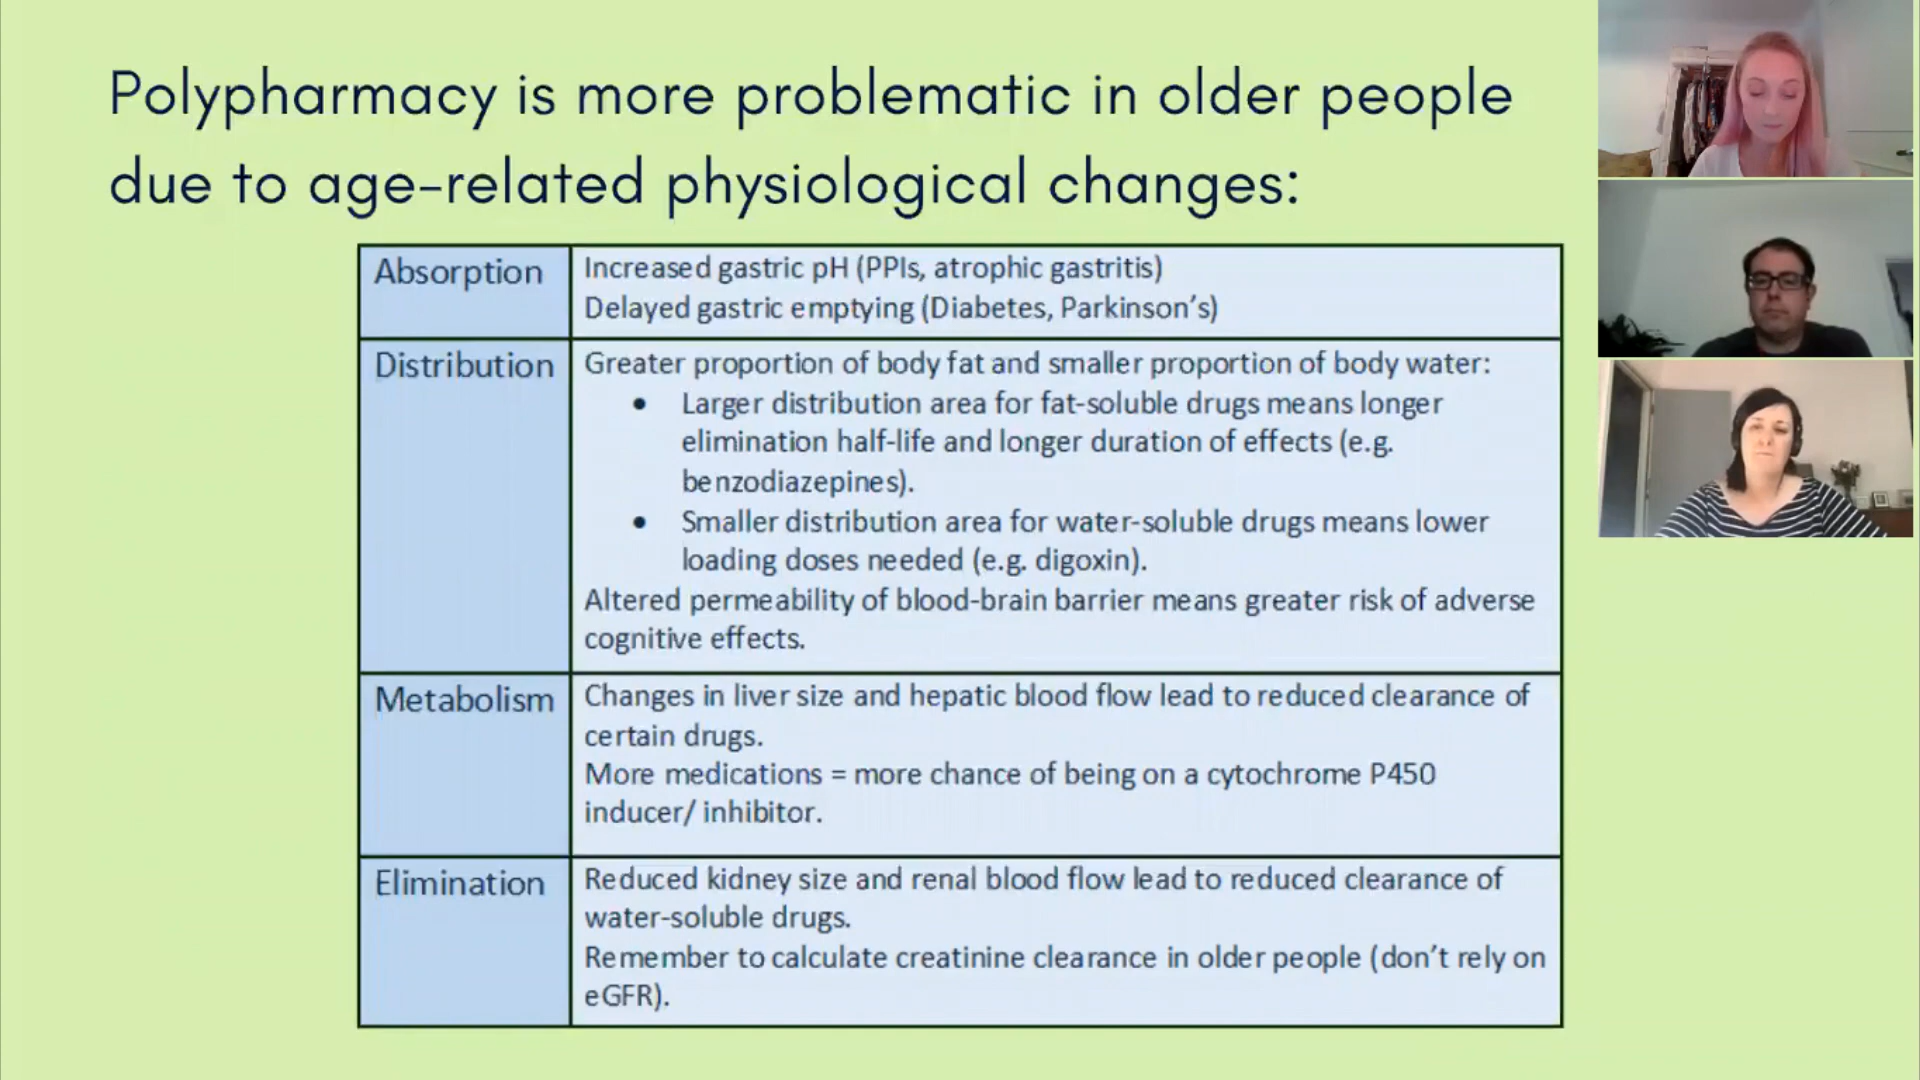 Polypharmacy is more problematic in older people
due to age-related physiological changes:
Absorption
Increased gastric pH (PPIs, atrophic gastritis)
Delayed gastric emptying (Diabetes, Parkinson's)
Distribution
Greater proportion of body fat and smaller proportion of body water:
• Larger distribution area for fat-soluble drugs means longer
elimination half-life and longer duration of effects (e.g.
benzodiazepines).
• Smaller distribution area for water-soluble drugs means lower
loading doses needed (e.g. digoxin).
Altered permeability of blood-brain barrier means greater risk of adverse
cognitive effects.
Metabolism
Changes in liver size and hepatic blood flow lead to reduced clearance of
certain drugs.
More medications = more chance of being on a cytochrome P450
inducer/ inhibitor.
Elimination
Reduced kidney size and renal blood flow lead to reduced clearance of
water-soluble drugs.
Remember to calculate creatinine clearance in older people (don't rely on
eGFR).